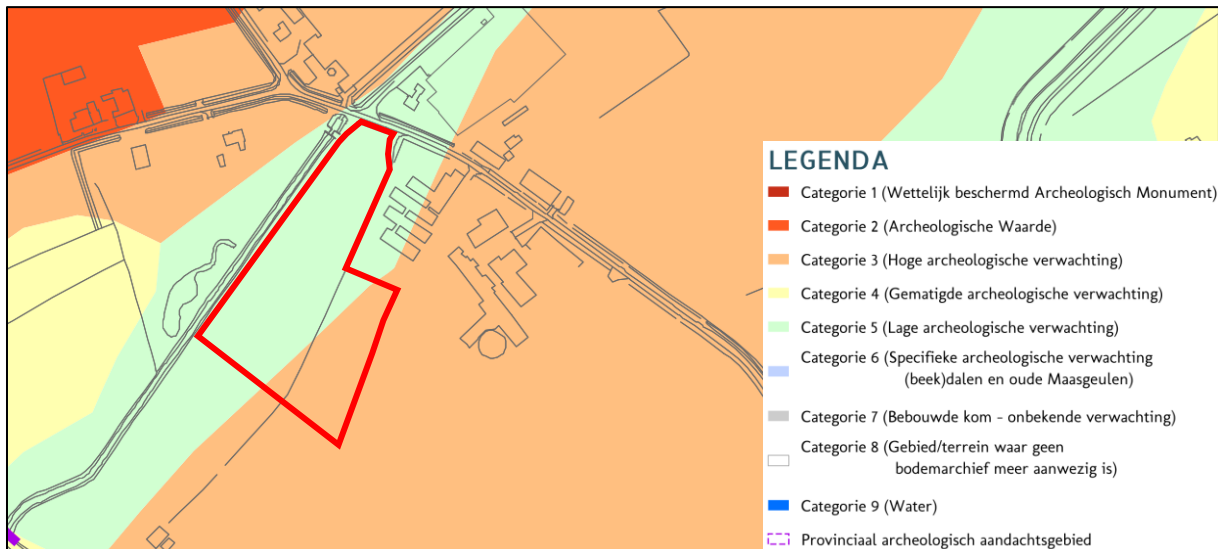 LEGENDA
Categorie 1 (Wettelijk beschermd Archeologisch Monument)
Categorie 2 (Archeologische Waarde)
Categorie 3 (Hoge archeologische verwachting)
Categorie 4 (Gematigde archeologische verwachting)
Categorie 5 (Lage archeologische verwachting)
Categorie 6 (Specifieke archeologische verwachting
(beek)dalen en oude Maasgeulen)
Categorie 7 (Bebouwde kom - onbekende verwachting)
Categorie 8 (Gebied/terrein waar geen
bodemarchief meer aanwezig is)
Categorie 9 (Water)
Provinciaal archeologisch aandachtsgebied